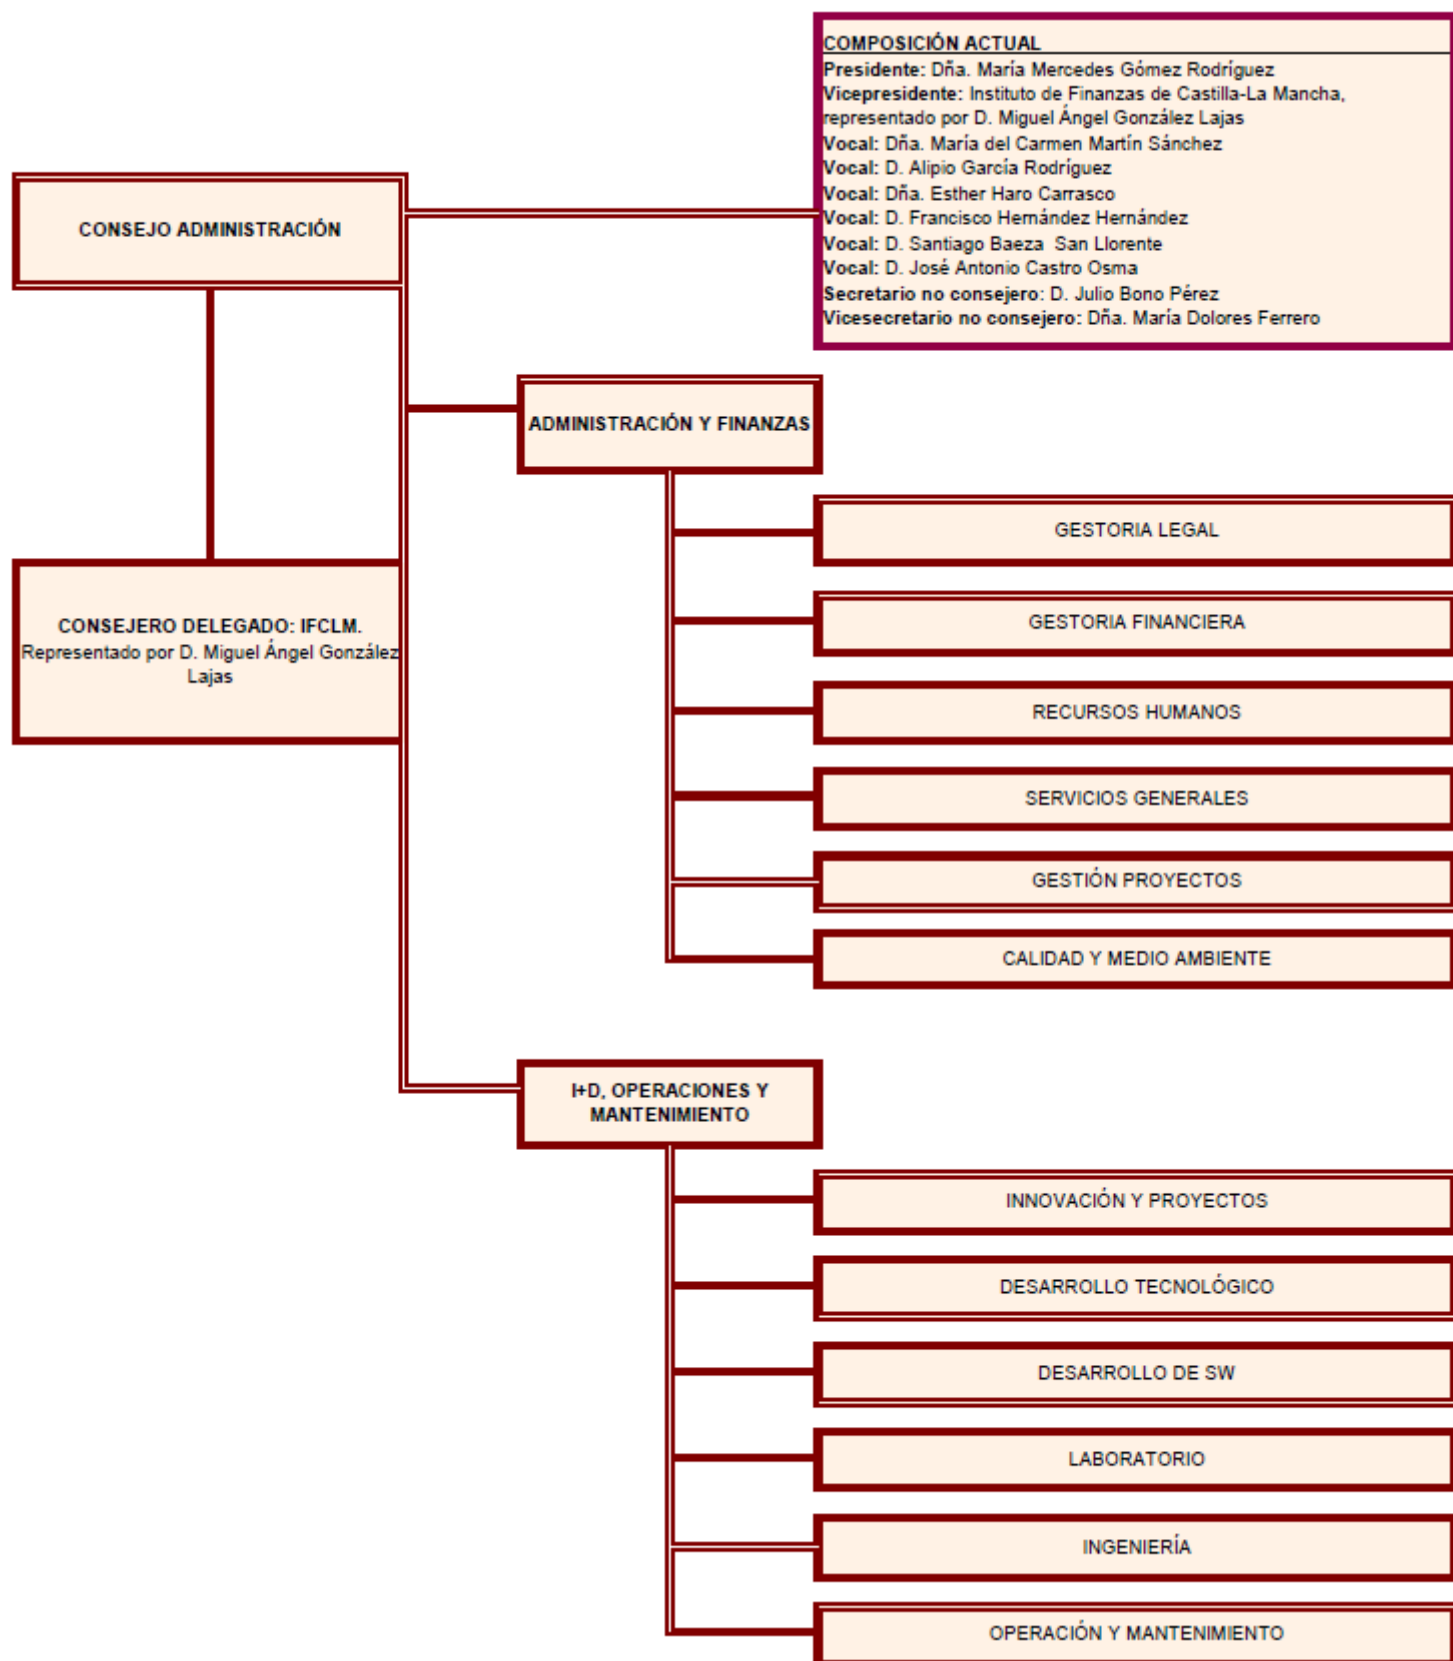 COMPOSICIÓN ACTUAL
Presidente: Dña. María Mercedes Gómez Rodríguez
Vicepresidente: Instituto de Finanzas de Castilla-La Mancha,
representado por D. Miguel Ángel González Lajas
Vocal: Dña. María del Carmen Martín Sánchez
Vocal: D. Alipio García Rodríguez
Vocal: Dña. Esther Haro Carrasco
Vocal: D. Francisco Hernández Hernández
Vocal: D. Santiago Baeza San Llorente
Vocal: D. José Antonio Castro Osma
Secretario no consejero: D. Julio Bono Pérez
Vicesecretario no consejero: Dña. María Dolores Ferrero
CONSEJO ADMINISTRACIÓN
ADMINISTRACIÓN Y FINANZAS
GESTORIA LEGAL
GESTORIA FINANCIERA
CONSEJERO DELEGADO: IFCLM.
Representado por D. Miguel Ángel González
Lajas
RECURSOS HUMANOS
SERVICIOS GENERALES
GESTIÓN PROYECTOS
CALIDAD Y MEDIO AMBIENTE
I+D, OPERACIONES Y
MANTENIMIENTO
INNOVACIÓN Y PROYECTOS
DESARROLLO TECNOLÓGICO
DESARROLLO DE SW
LABORATORIO
INGENIERÍA
OPERACIÓN Y MANTENIMIENTO